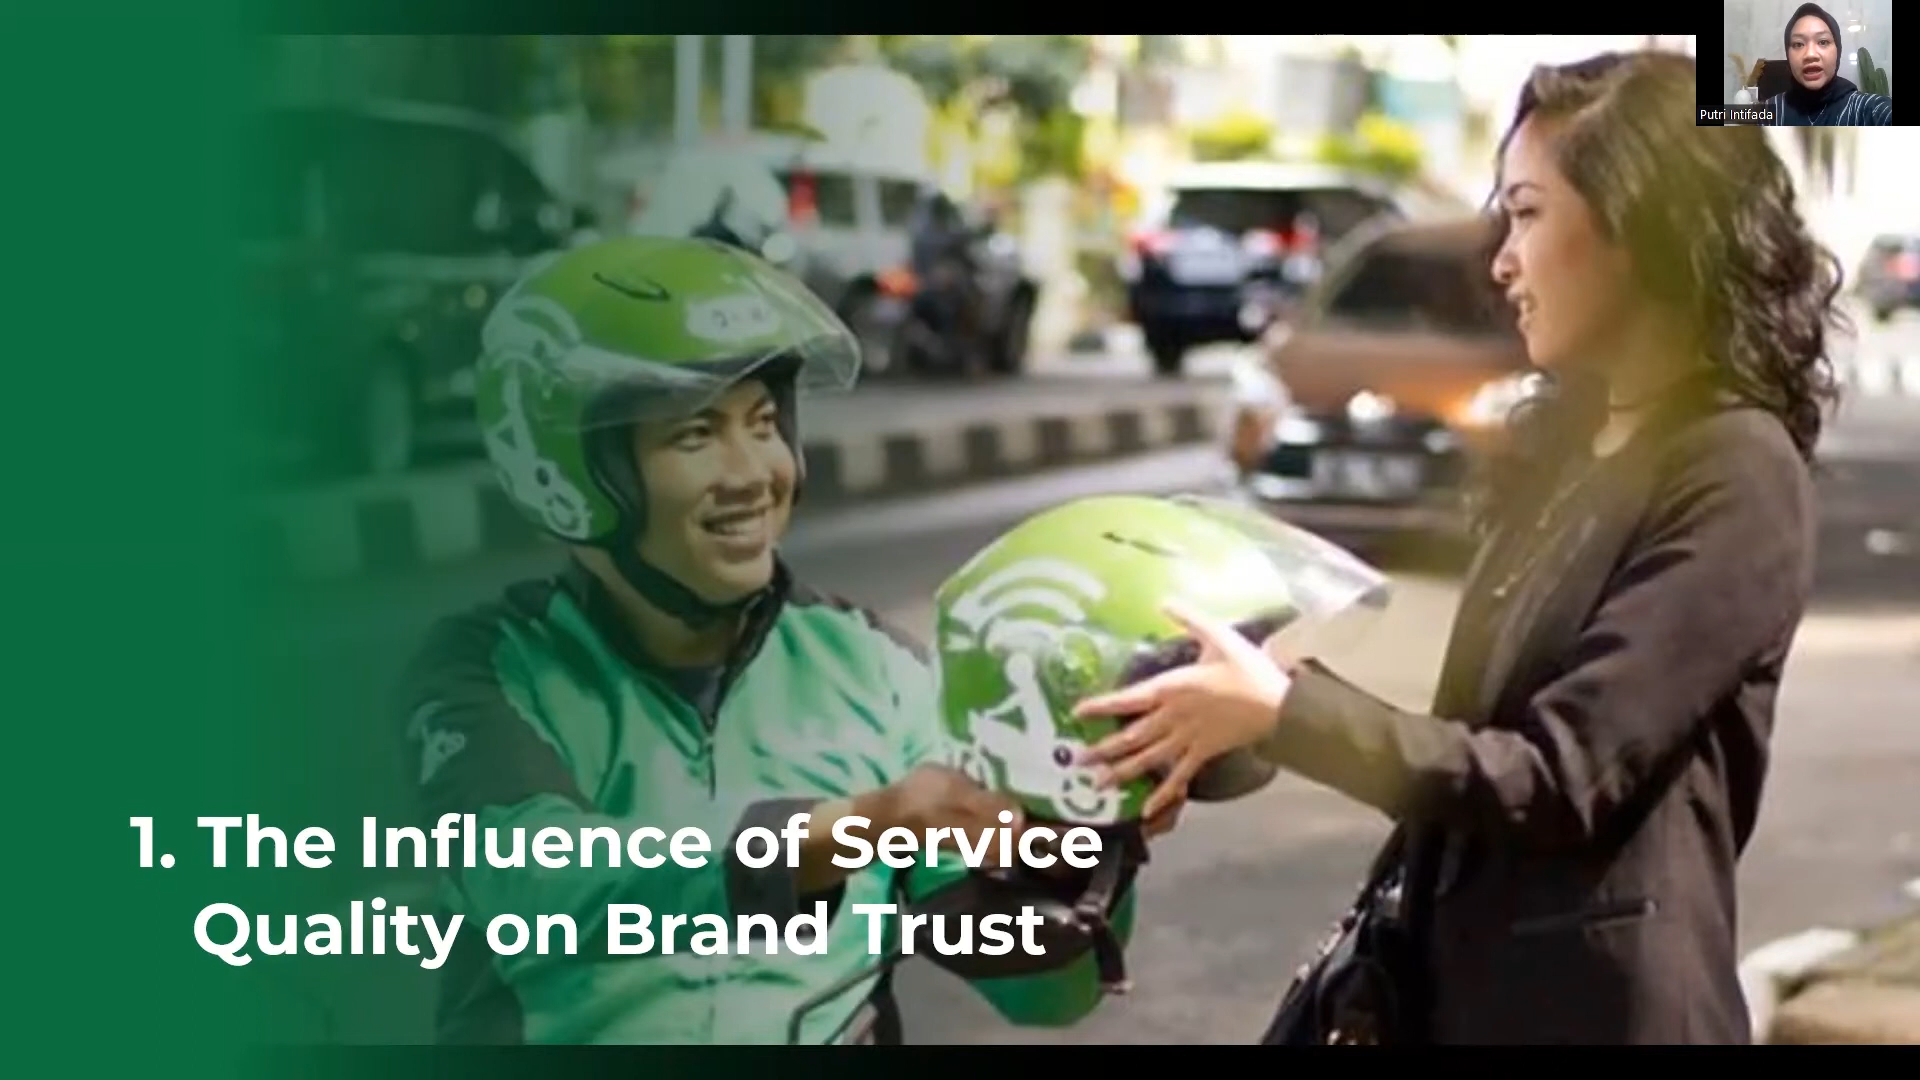 Putri Intifada
1. The Influence of Service
Quality on Brand Trust